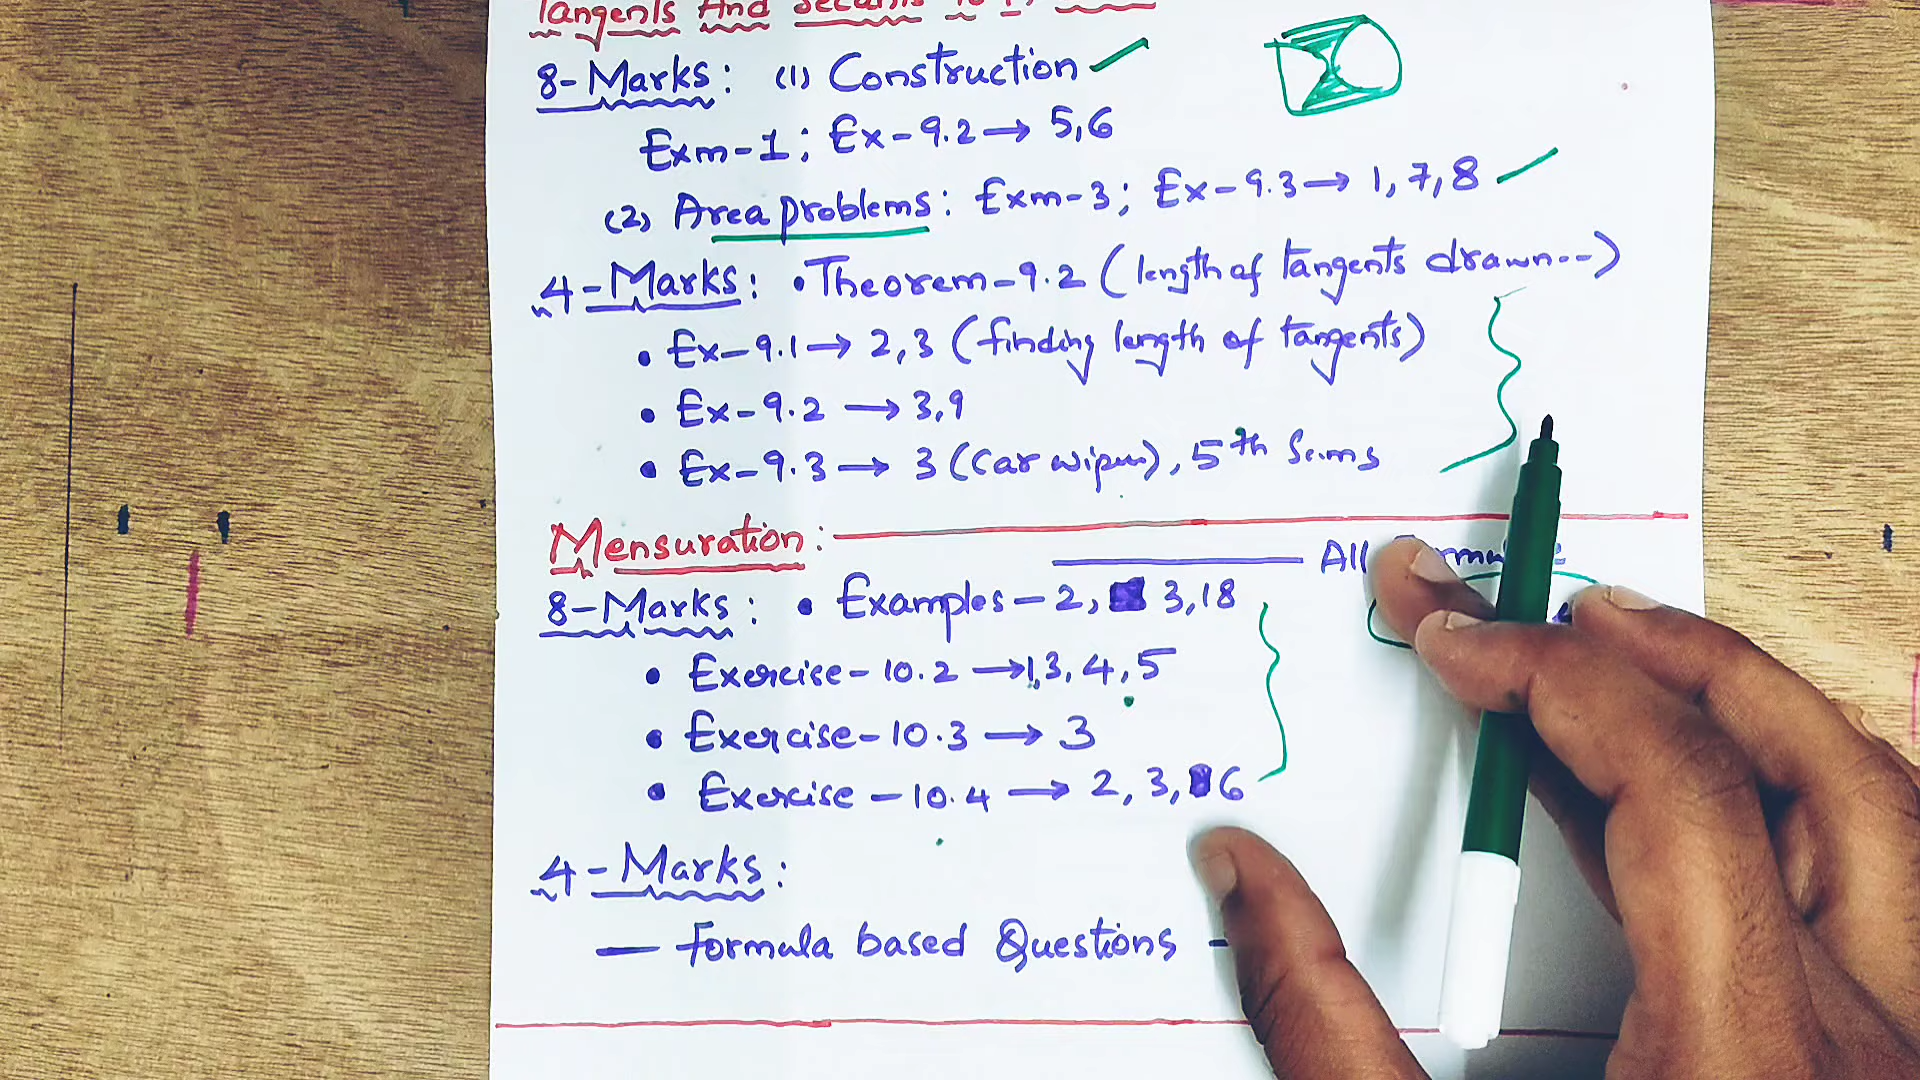 Tangents And Secants to
8-Marks: (1) Construction
Exm-1; Ex-9.2→ 5,6
(2) Area problems: Exm-3; Ex-9.3→ 1,7,8
4-Marks: •Theorem-9.2 (length of tangents drawn--)
• Ex-9.1→ 2,3 (finding length of tangents)
• Ex-9.2 → 3,9
• Ex-9.3 → 3 (Car wiper), 5th Sums
Mensuration:
All
8-Marks: • Examples-2, 3,18
• Exercise-10.2 →1,3,4,5
• Exercise-10.3 → 3
• Exercise-10.4 → 2, 3, 6
4-Marks:
— Formula based Questions -